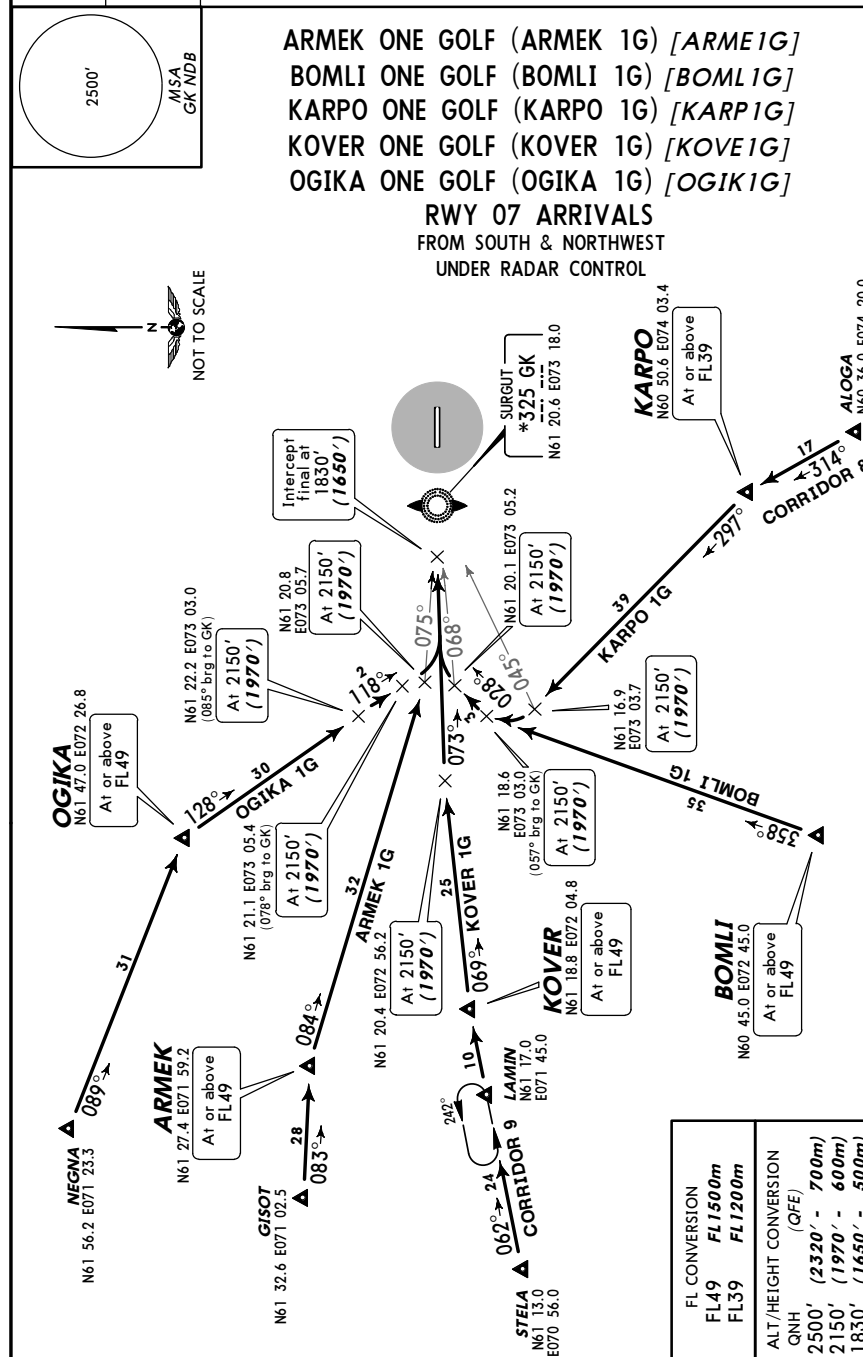 ARMEK ONE GOLF (ARMEK 1G) [ARME1G]
BOMLI ONE GOLF (BOMLI 1G) [BOML1G]
KARPO ONE GOLF (KARPO 1G) [KARP1G]
KOVER ONE GOLF (KOVER 1G) [KOVE1G]
OGIKA ONE GOLF (OGIKA 1G) [OGIK1G]
RWY 07 ARRIVALS
FROM SOUTH & NORTHWEST
UNDER RADAR CONTROL
2500'
MSA
GK NDB
N
NOT TO SCALE
SURGUT
*325 GK
N61 20.6 E073 18.0
KARPO
N60 50.6 E074 03.4
At or above
FL39
ALOGA
N60 36.0 E074 20.0
17
314°
CORRIDOR 8
297°
39
KARPO 1G
Intercept
final at
1830'
(1650')
N61 20.8
E073 05.7
At 2150'
(1970')
N61 22.2 E073 03.0
(085° brg to GK)
At 2150'
(1970')
N61 20.1 E073 05.2
At 2150'
(1970')
075°
068°
045°
2
118°
073°
3
028°
N61 16.9
E073 03.7
At 2150'
(1970')
N61 18.6
E073 03.0
(057° brg to GK)
At 2150'
(1970')
OGIKA
N61 47.0 E072 26.8
At or above
FL49
128°
30
OGIKA 1G
N61 21.1 E073 05.4
(078° brg to GK)
At 2150'
(1970')
32
ARMEK 1G
084°
N61 20.4 E072 56.2
At 2150'
(1970')
25
KOVER 1G
069°
KOVER
N61 18.8 E072 04.8
At or above
FL49
BOMLI 1G
35
358°
BOMLI
N60 45.0 E072 45.0
At or above
FL49
31
089°
NEGNA
N61 56.2 E071 23.3
ARMEK
N61 27.4 E071 59.2
At or above
FL49
28
083°
GISOT
N61 32.6 E071 02.5
10
LAMIN
N61 17.0
E071 45.0
242°
24
062°
CORRIDOR 9
STELA
N61 13.0
E070 56.0
FL CONVERSION
FL49 FL1500m
FL39 FL1200m
ALT/HEIGHT CONVERSION
QNH (QFE)
2500' (2320' - 700m)
2150' (1970' - 600m)
1830' (1650' - 500m)